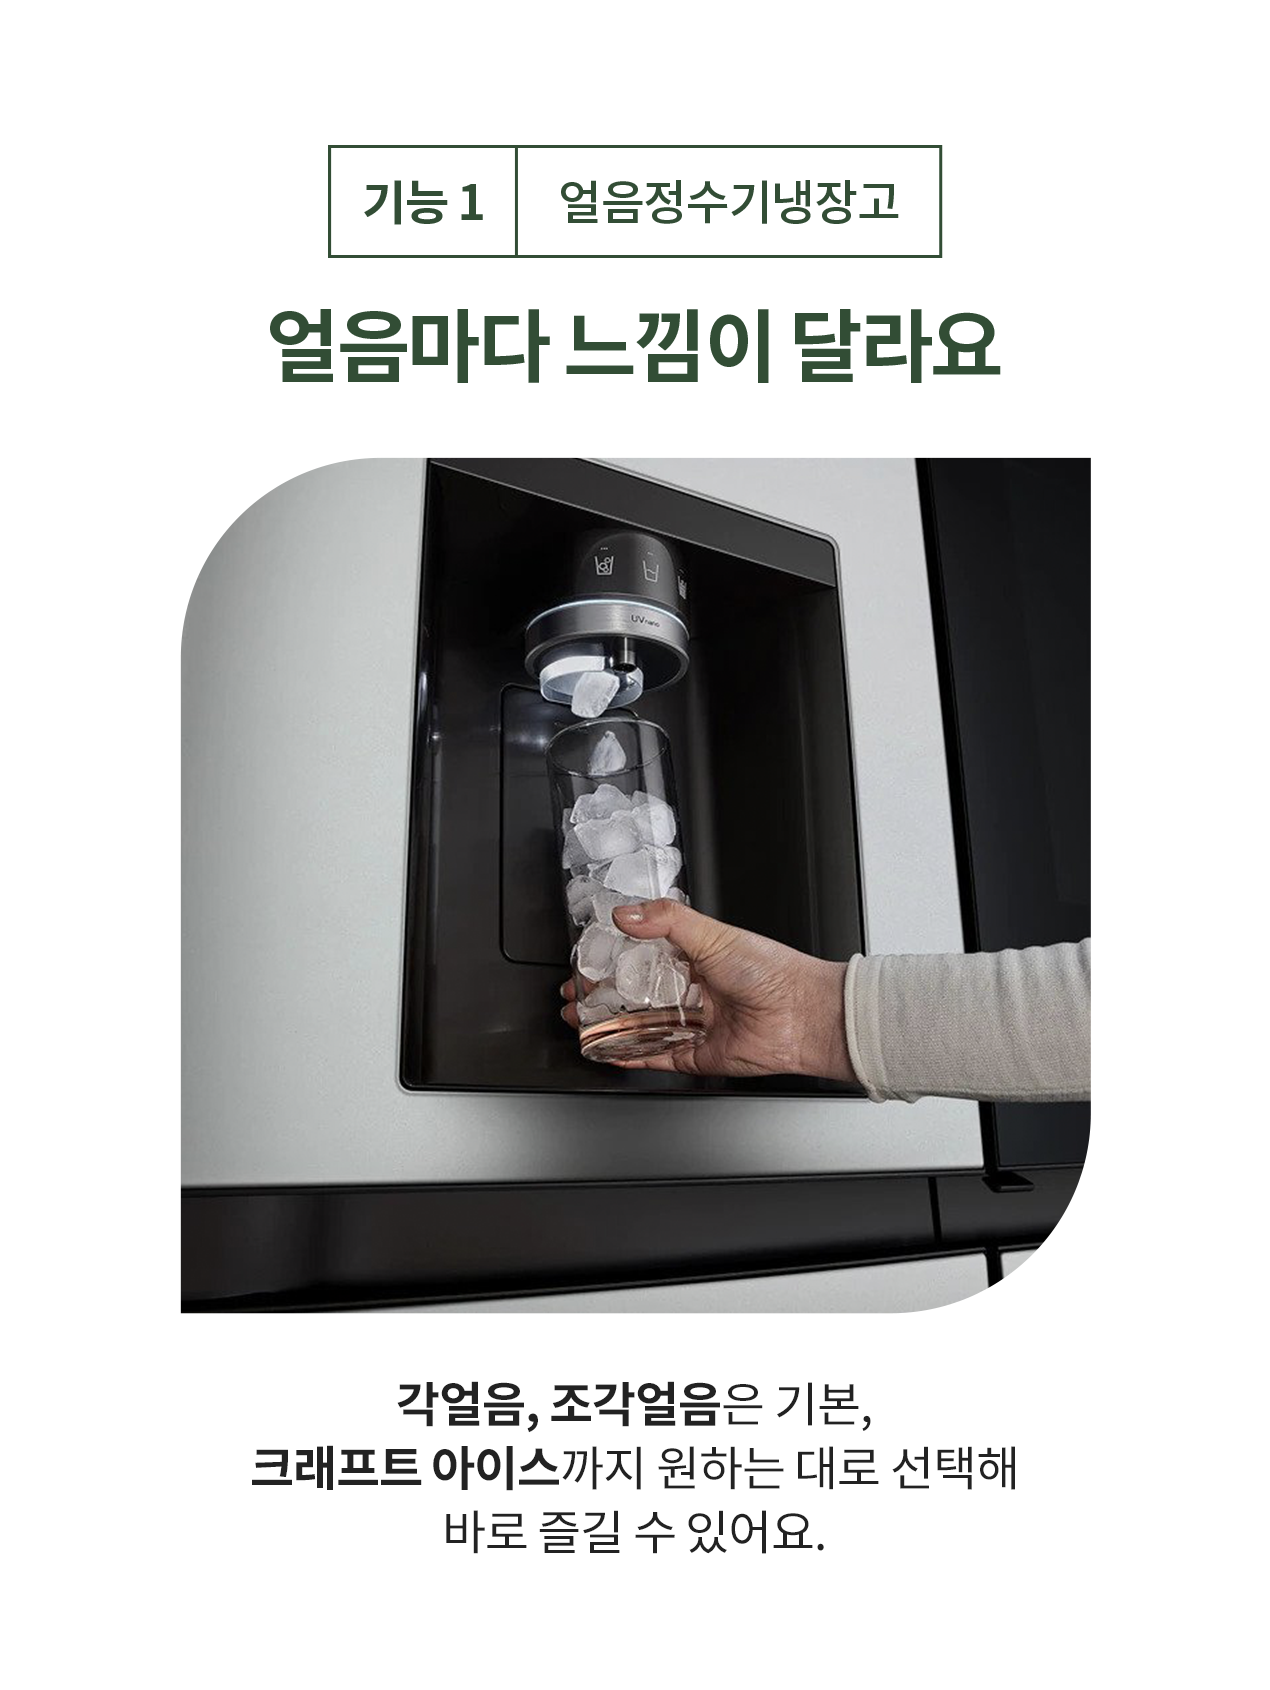 기능 1
얼음정수기냉장고
얼음마다 느낌이 달라요
UVnano
각얼음, 조각얼음은 기본,
크래프트 아이스까지 원하는 대로 선택해
바로 즐길 수 있어요.